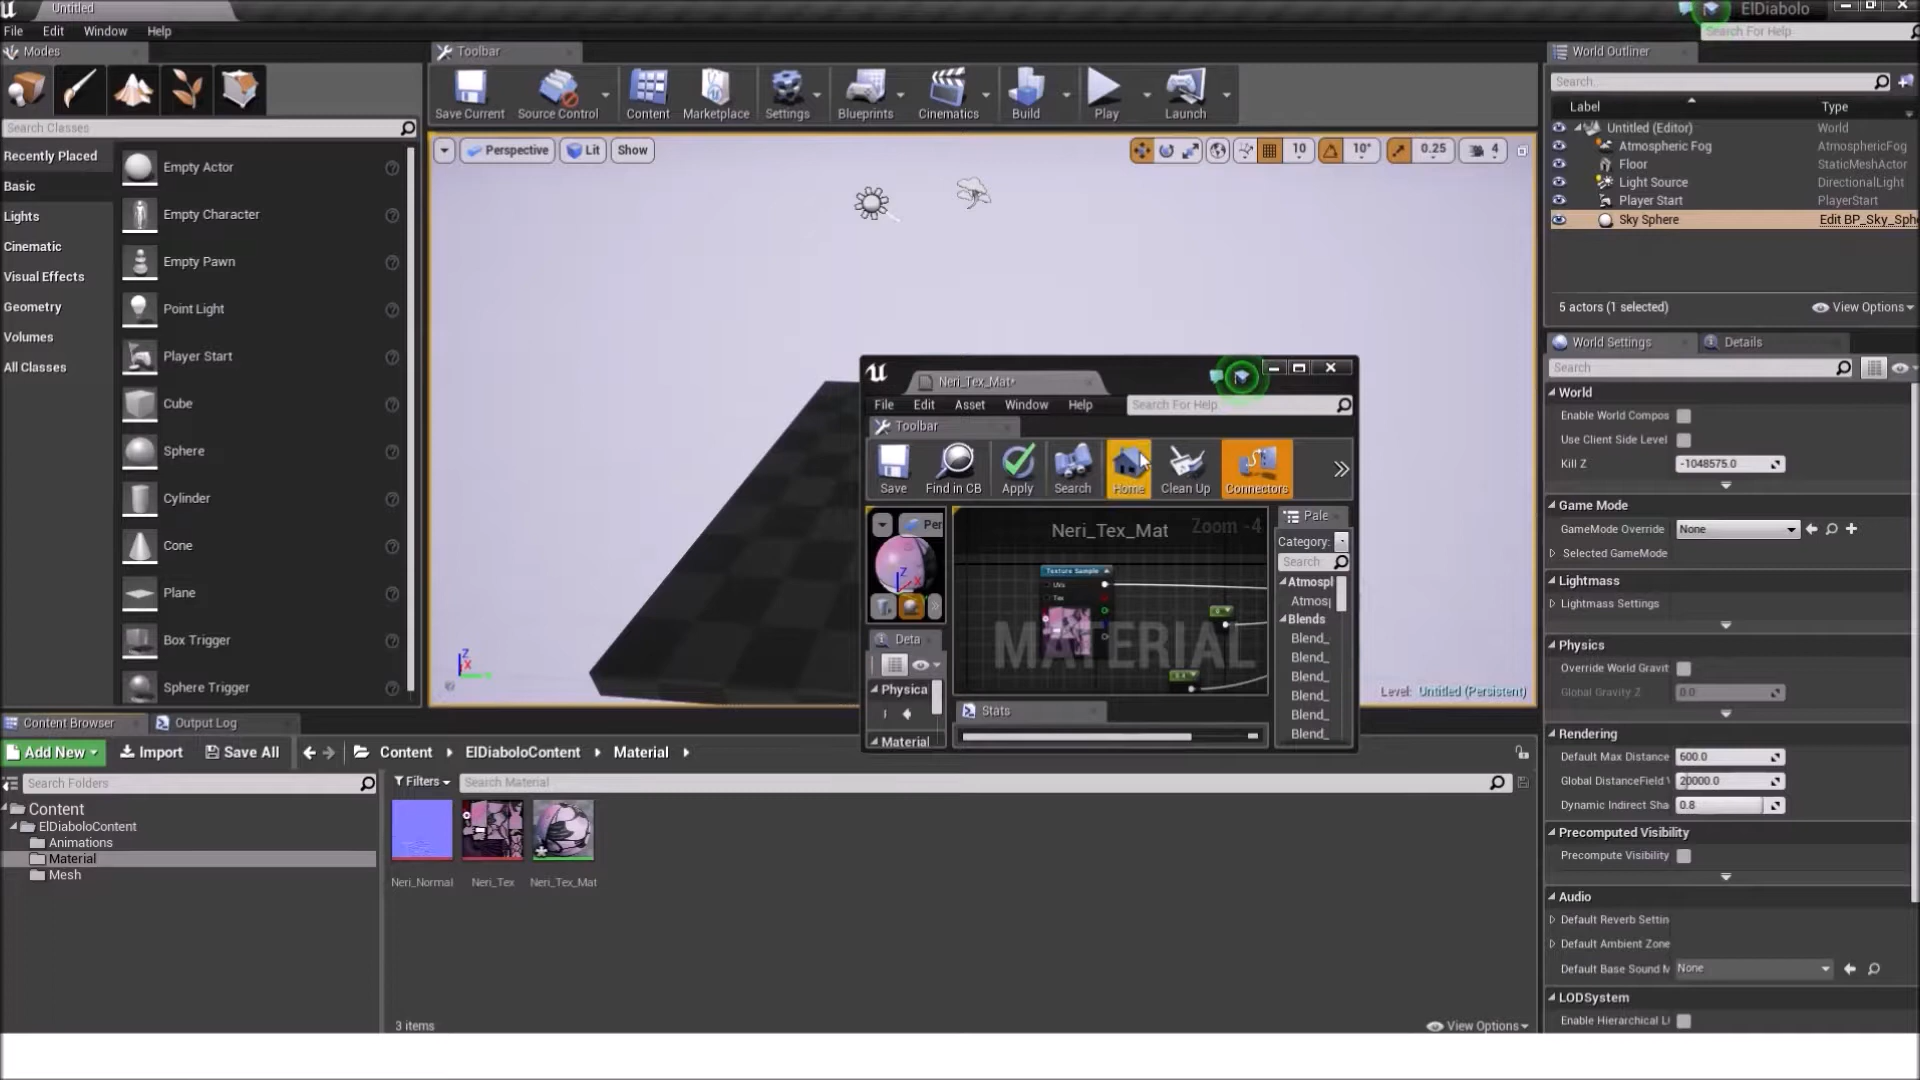 Untitled
ElDiabolo
File Edit Window Help
Search For Help
Modes
Toolbar
World Outliner
Save Current Source Control Content Marketplace Settings Blueprints Cinematics Build Play Launch
Search Classes
Search
Label Type
Recently Placed
Basic
Lights
Cinematic
Visual Effects
Geometry
Volumes
All Classes
Empty Actor
Empty Character
Empty Pawn
Point Light
Player Start
Cube
Sphere
Cylinder
Cone
Plane
Box Trigger
Sphere Trigger
Perspective Lit Show
10 10° 0.25 4
Untitled (Editor) World
Atmospheric Fog AtmosphericFog
Floor StaticMeshActor
Light Source DirectionalLight
Player Start PlayerStart
Sky Sphere Edit BP_Sky_Sphe
5 actors (1 selected) View Options
World Settings Details
Search
World
Enable World Compos
Use Client Side Level
Kill Z -1048575.0
Game Mode
GameMode Override None
Selected GameMode
Lightmass
Lightmass Settings
Physics
Override World Gravit
Global Gravity Z 0.0
Rendering
Default Max Distance 600.0
Global DistanceField 20000.0
Dynamic Indirect Sha 0.8
Precomputed Visibility
Precompute Visibility
Audio
Default Reverb Settin
Default Ambient Zone
Default Base Sound M None
LODSystem
Enable Hierarchical L
Neri_Tex_Mat*
File Edit Asset Window Help
Search For Help
Toolbar
Save Find in CB Apply Search Home Clean Up Connectors
Per
Neri_Tex_Mat Zoom -4
Pale
Category:
Search
Texture Sample
UVs
Tex
Z
X
MATERIAL
Atmosp
Atmos
Blends
Blend_
Blend_
Blend_
Blend_
Blend_
Blend_
Deta
Physica
Material
Stats
Z
X
Level: Untitled (Persistent)
Content Browser Output Log
Add New Import Save All Content ElDiaboloContent Material
Search Folders
Filters Search Material
Content
ElDiaboloContent
Animations
Material
Mesh
Neri_Normal Neri_Tex Neri_Tex_Mat
3 items View Options